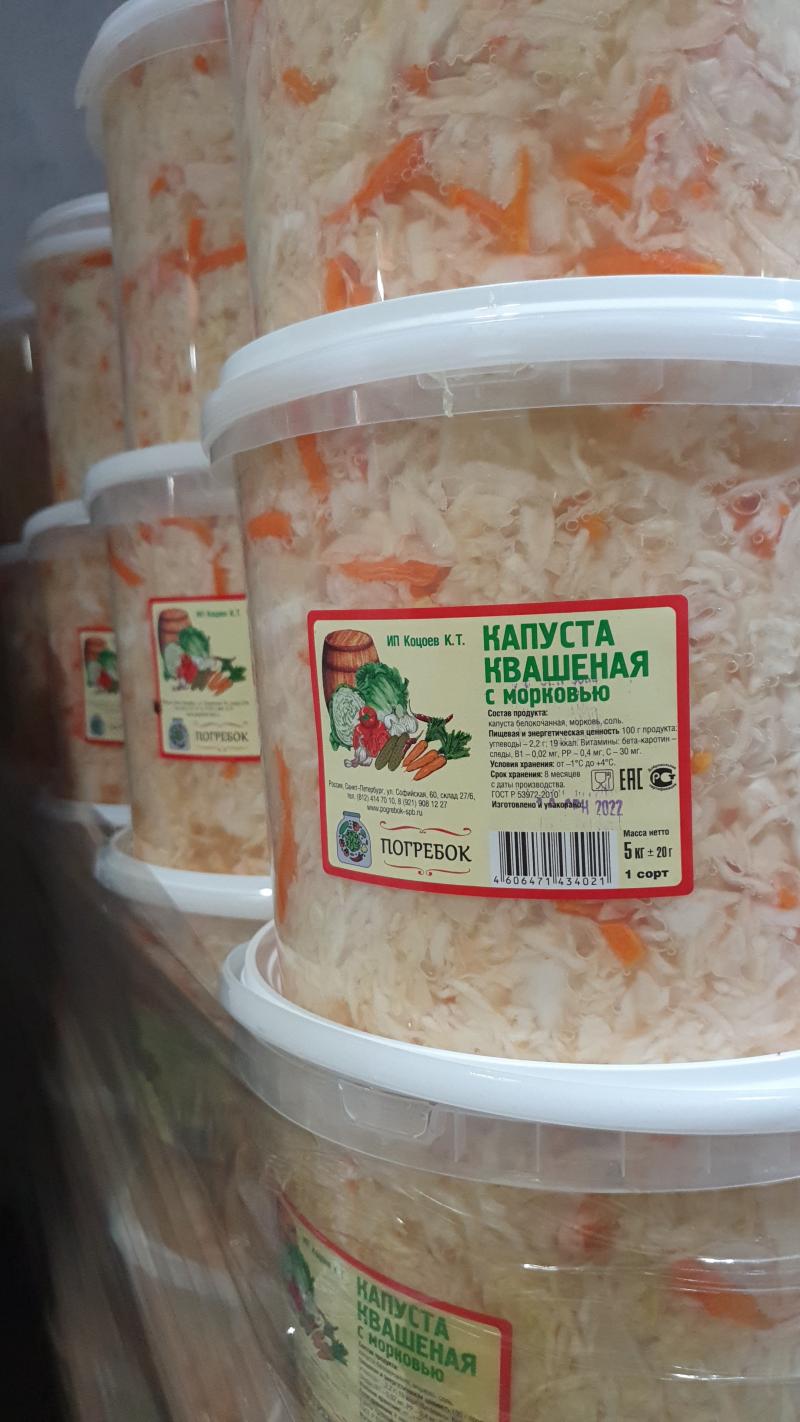 ИП Коцоев К.Т.
КАПУСТА
КВАШЕНАЯ
с морковью
Состав продукта:
капуста белокочанная, морковь, соль.
Пищевая и энергетическая ценность 100 г продукта:
углеводы – 2,2 г; 19 ккал. Витамины: бета-каротин –
следы, В1 – 0,02 мг, РР – 0,4 мг, С – 30 мг.
Условия хранения: от –1°С до +4°С.
Срок хранения: 8 месяцев
с даты производства.
ГОСТ Р 53972-2010
Изготовлено и упаковано:
2022
EAC
РС
Россия, Санкт-Петербург, ул. Софийская, 60, склад 27/6,
тел. (812) 414 70 10, 8 (921) 908 12 27
www.pogrebok-spb.ru
ПОГРЕБОК
4 606471 434021
Масса нетто
5 кг ± 20 г
1 сорт
ИП Коцоев К.Т.
ПОГРЕБОК
КАПУСТА
КВАШЕНАЯ
с морковью
Состав продукта: